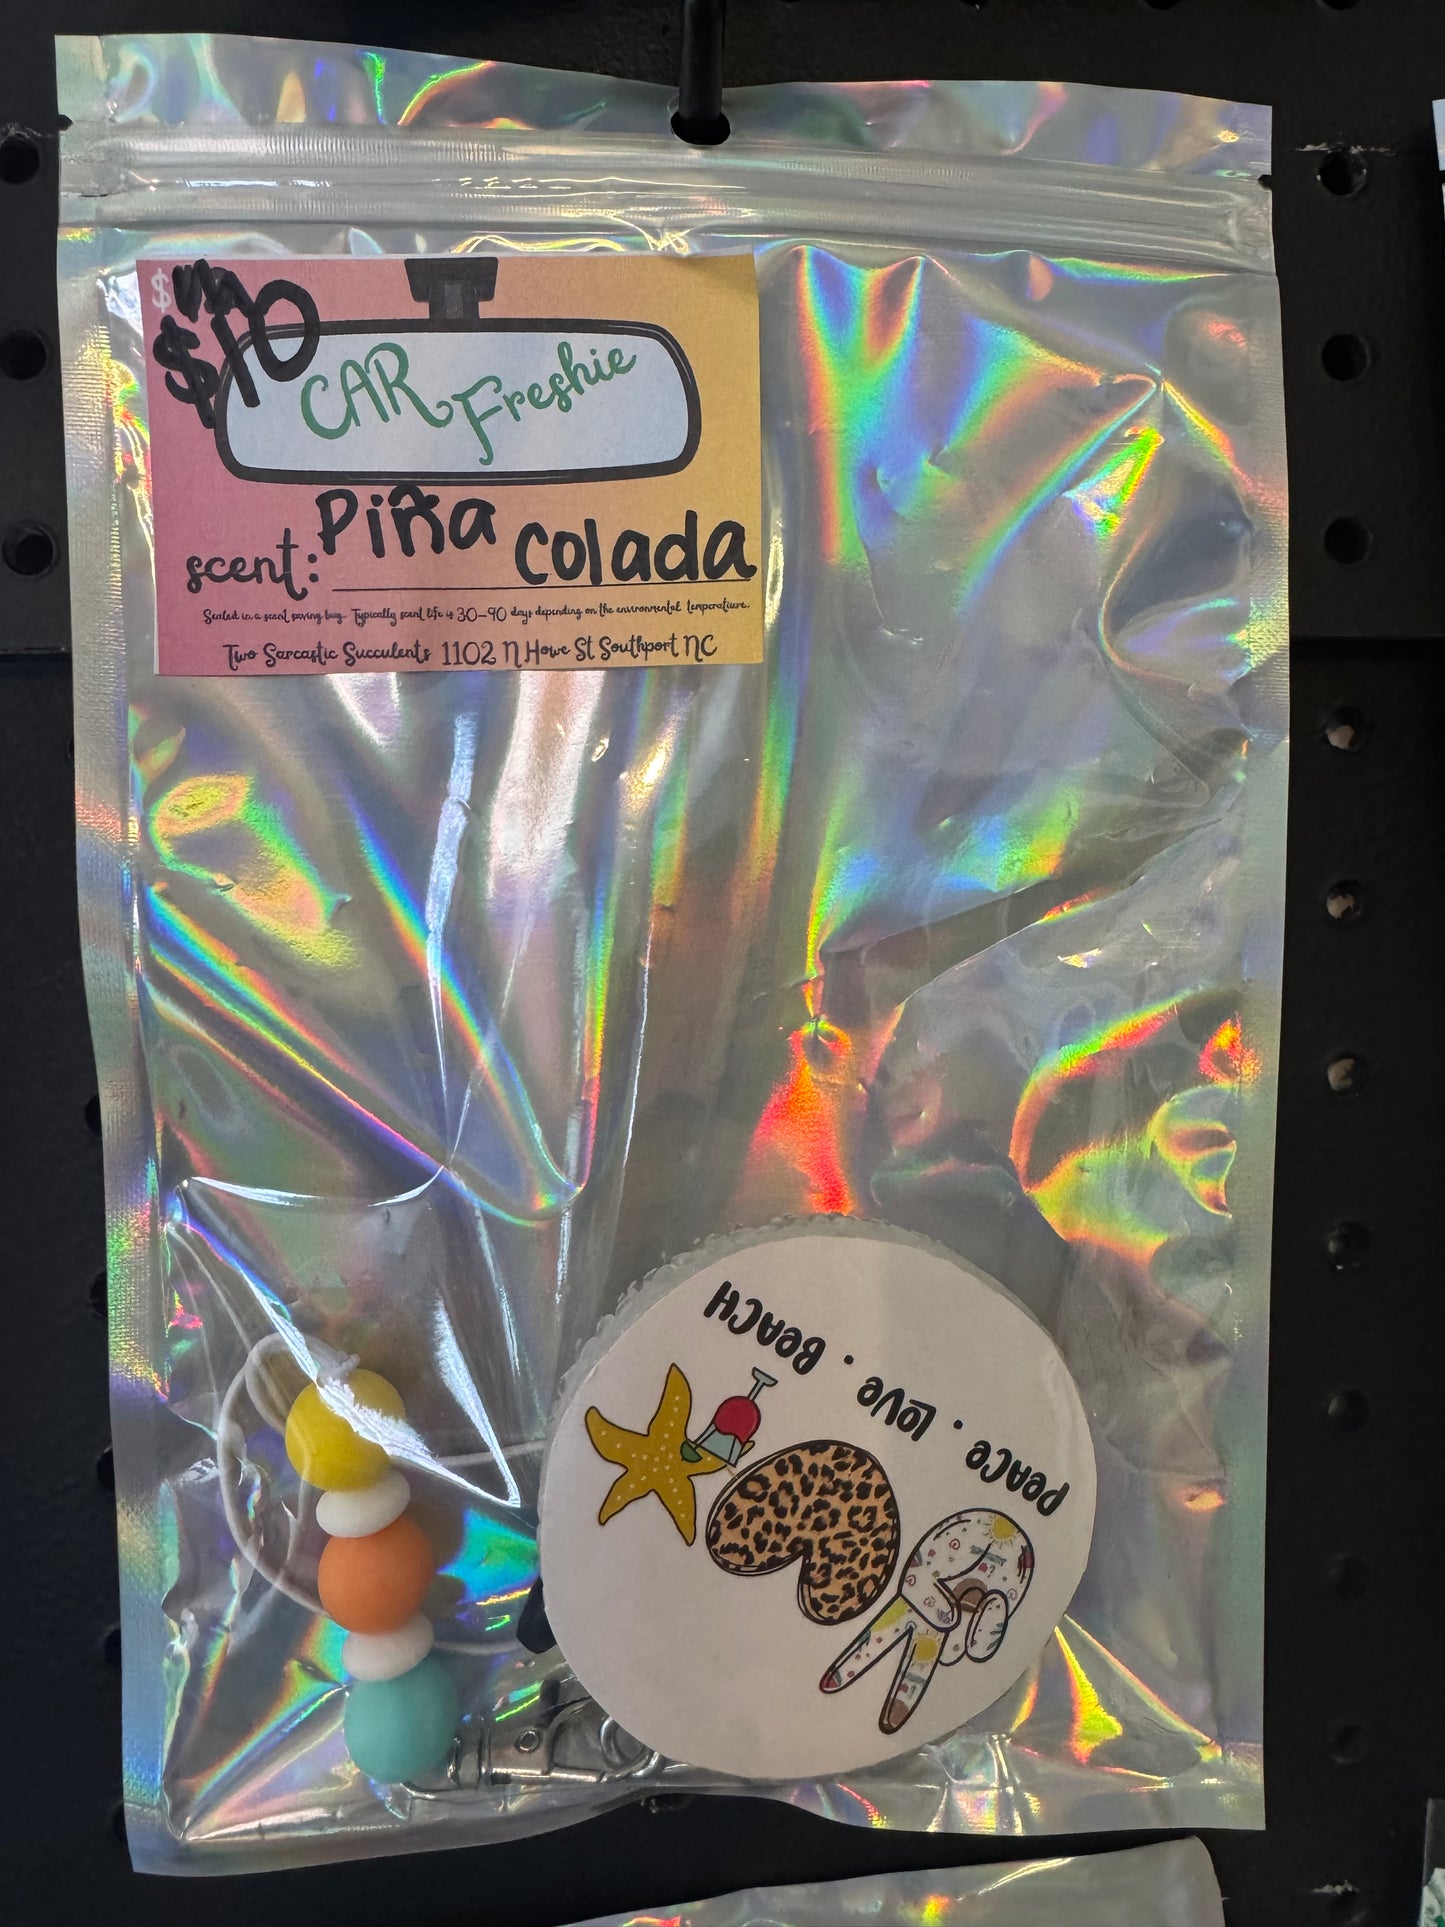 $
$10
CAR Freshie
scent: Piña Colada
Sealed in a scent saving bag. Typically scent life is 30-90 days depending on the environmental temperature.
Two Sarcastic Succulents 1102 N Howe St Southport NC
Peace . Love . Beach